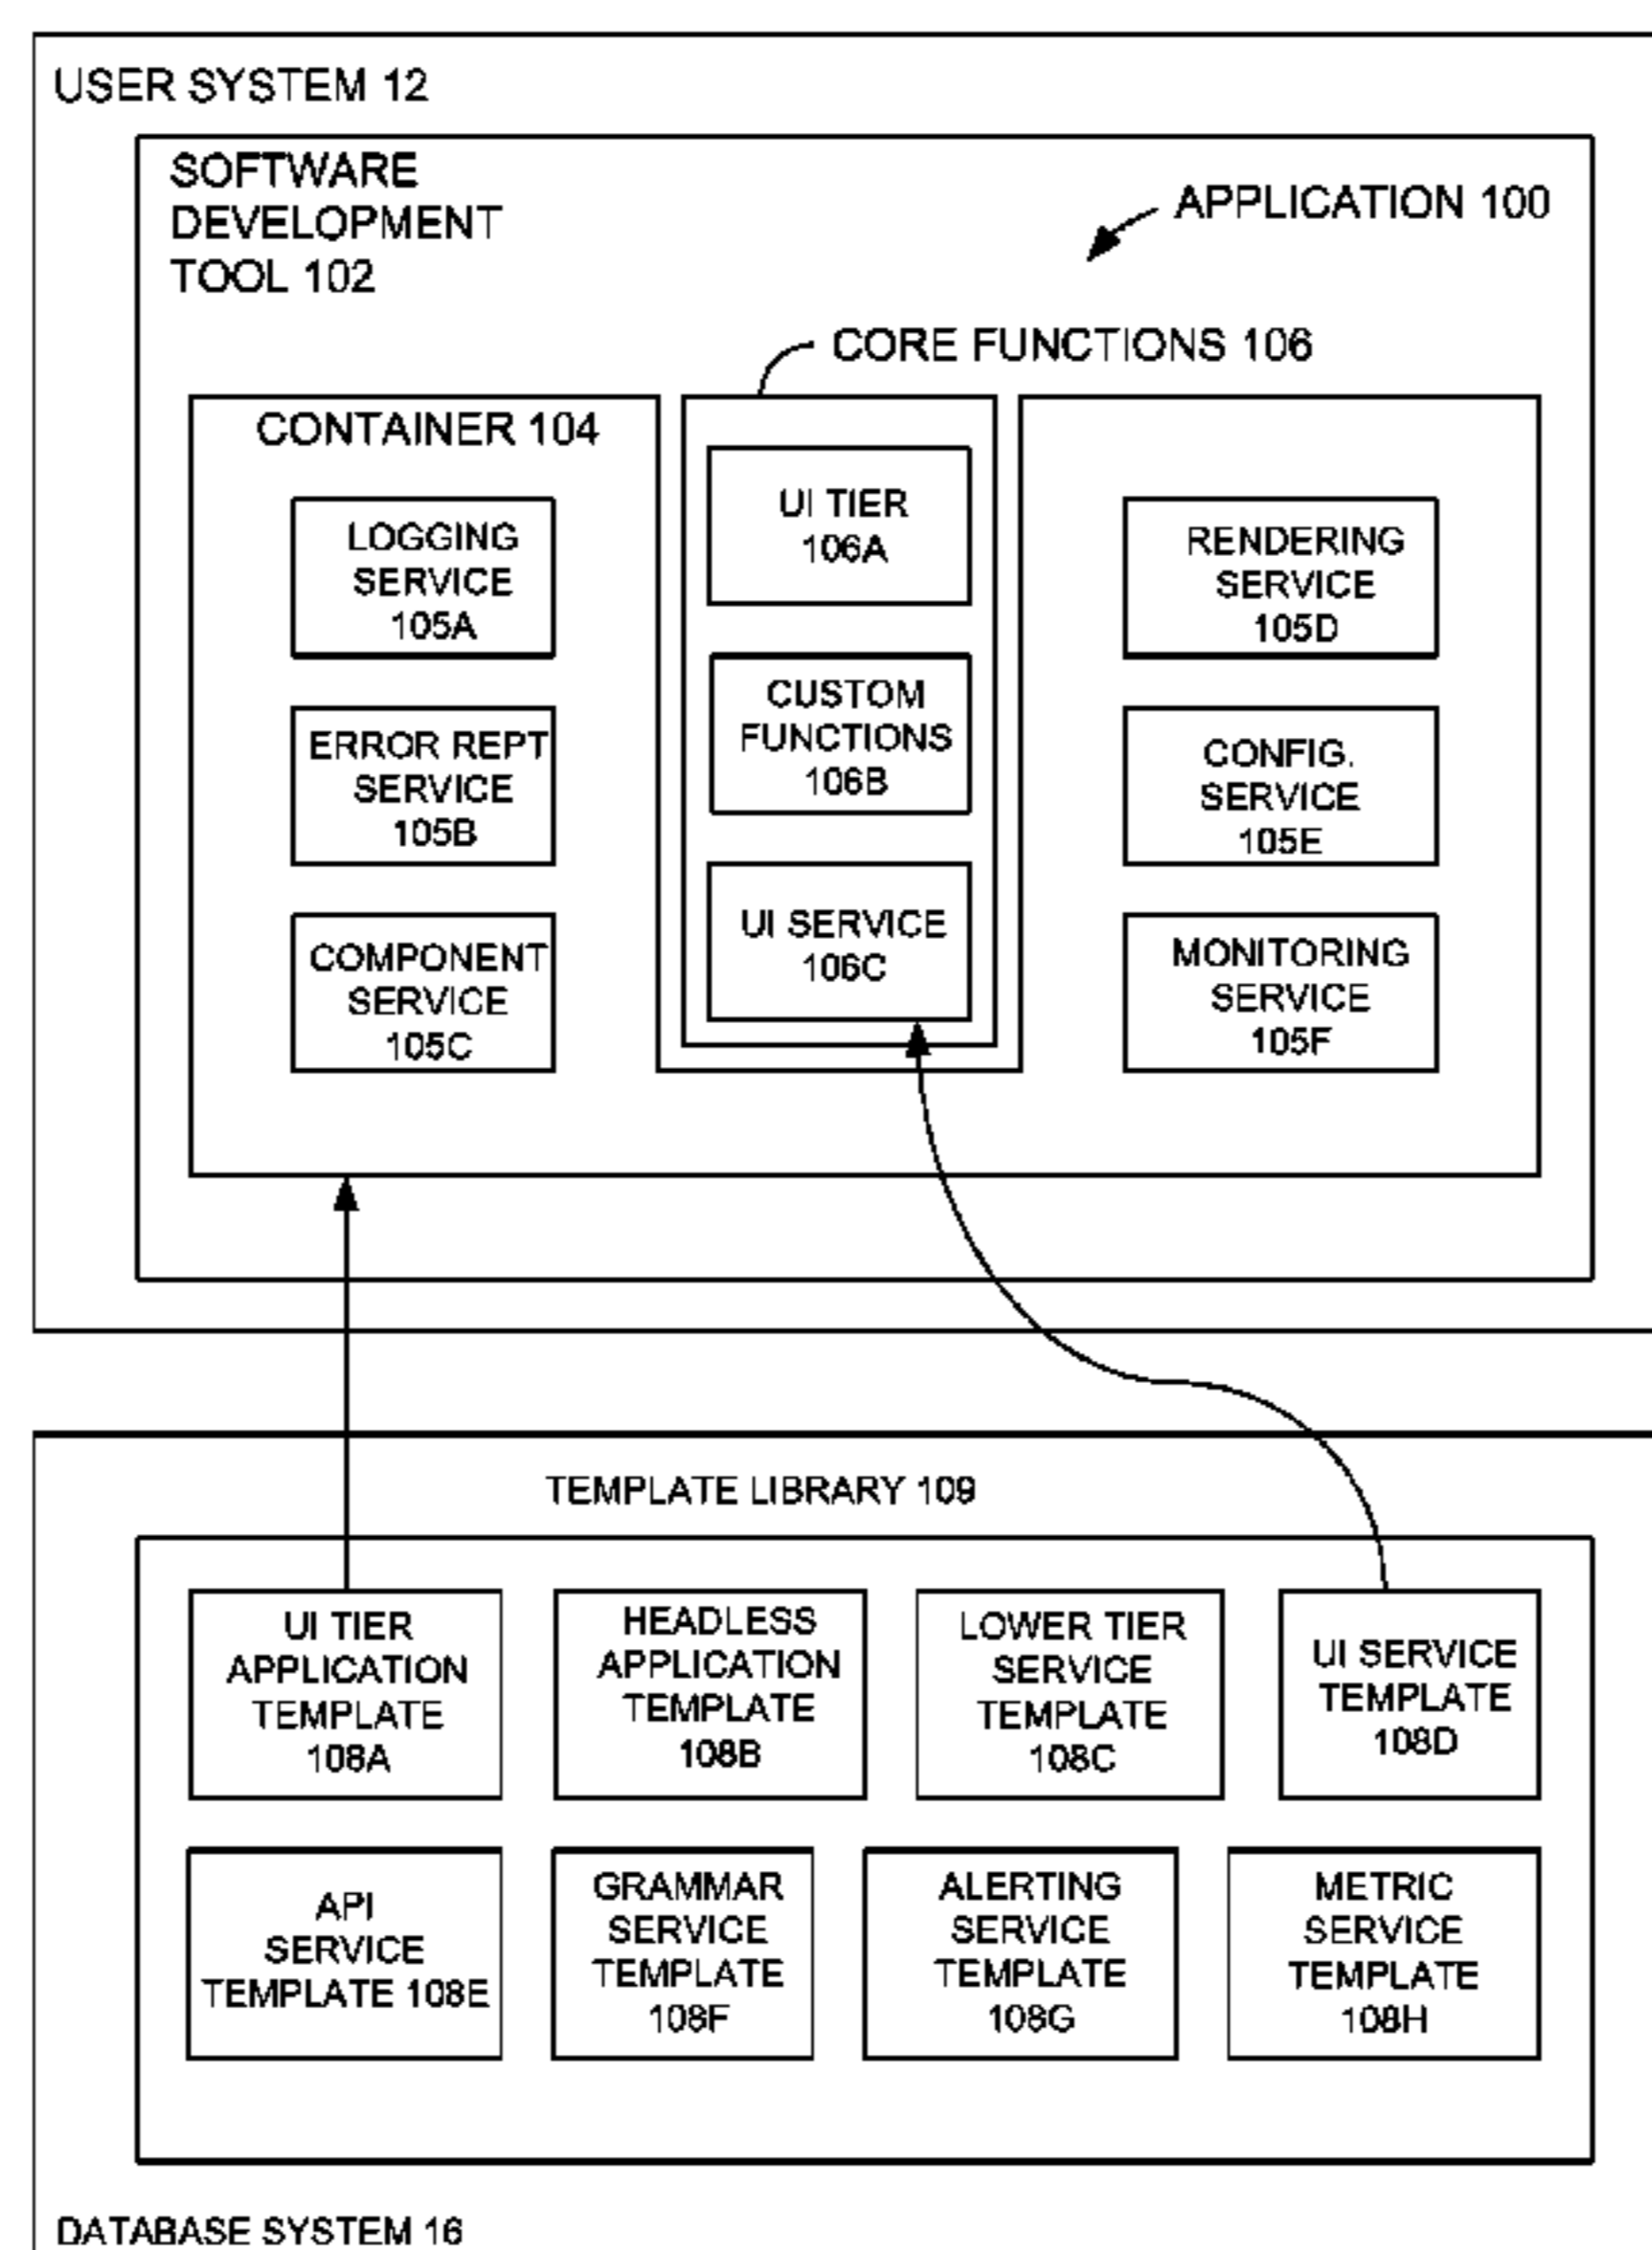 USER SYSTEM 12
SOFTWARE
DEVELOPMENT
TOOL 102
APPLICATION 100
CORE FUNCTIONS 106
CONTAINER 104
LOGGING
SERVICE
105A
ERROR REPT
SERVICE
105B
COMPONENT
SERVICE
105C
UI TIER
106A
CUSTOM
FUNCTIONS
106B
UI SERVICE
106C
RENDERING
SERVICE
105D
CONFIG.
SERVICE
105E
MONITORING
SERVICE
105F
TEMPLATE LIBRARY 109
UI TIER
APPLICATION
TEMPLATE
108A
HEADLESS
APPLICATION
TEMPLATE
108B
LOWER TIER
SERVICE
TEMPLATE
108C
UI SERVICE
TEMPLATE
108D
API
SERVICE
TEMPLATE 108E
GRAMMAR
SERVICE
TEMPLATE
108F
ALERTING
SERVICE
TEMPLATE
108G
METRIC
SERVICE
TEMPLATE
108H
DATABASE SYSTEM 16